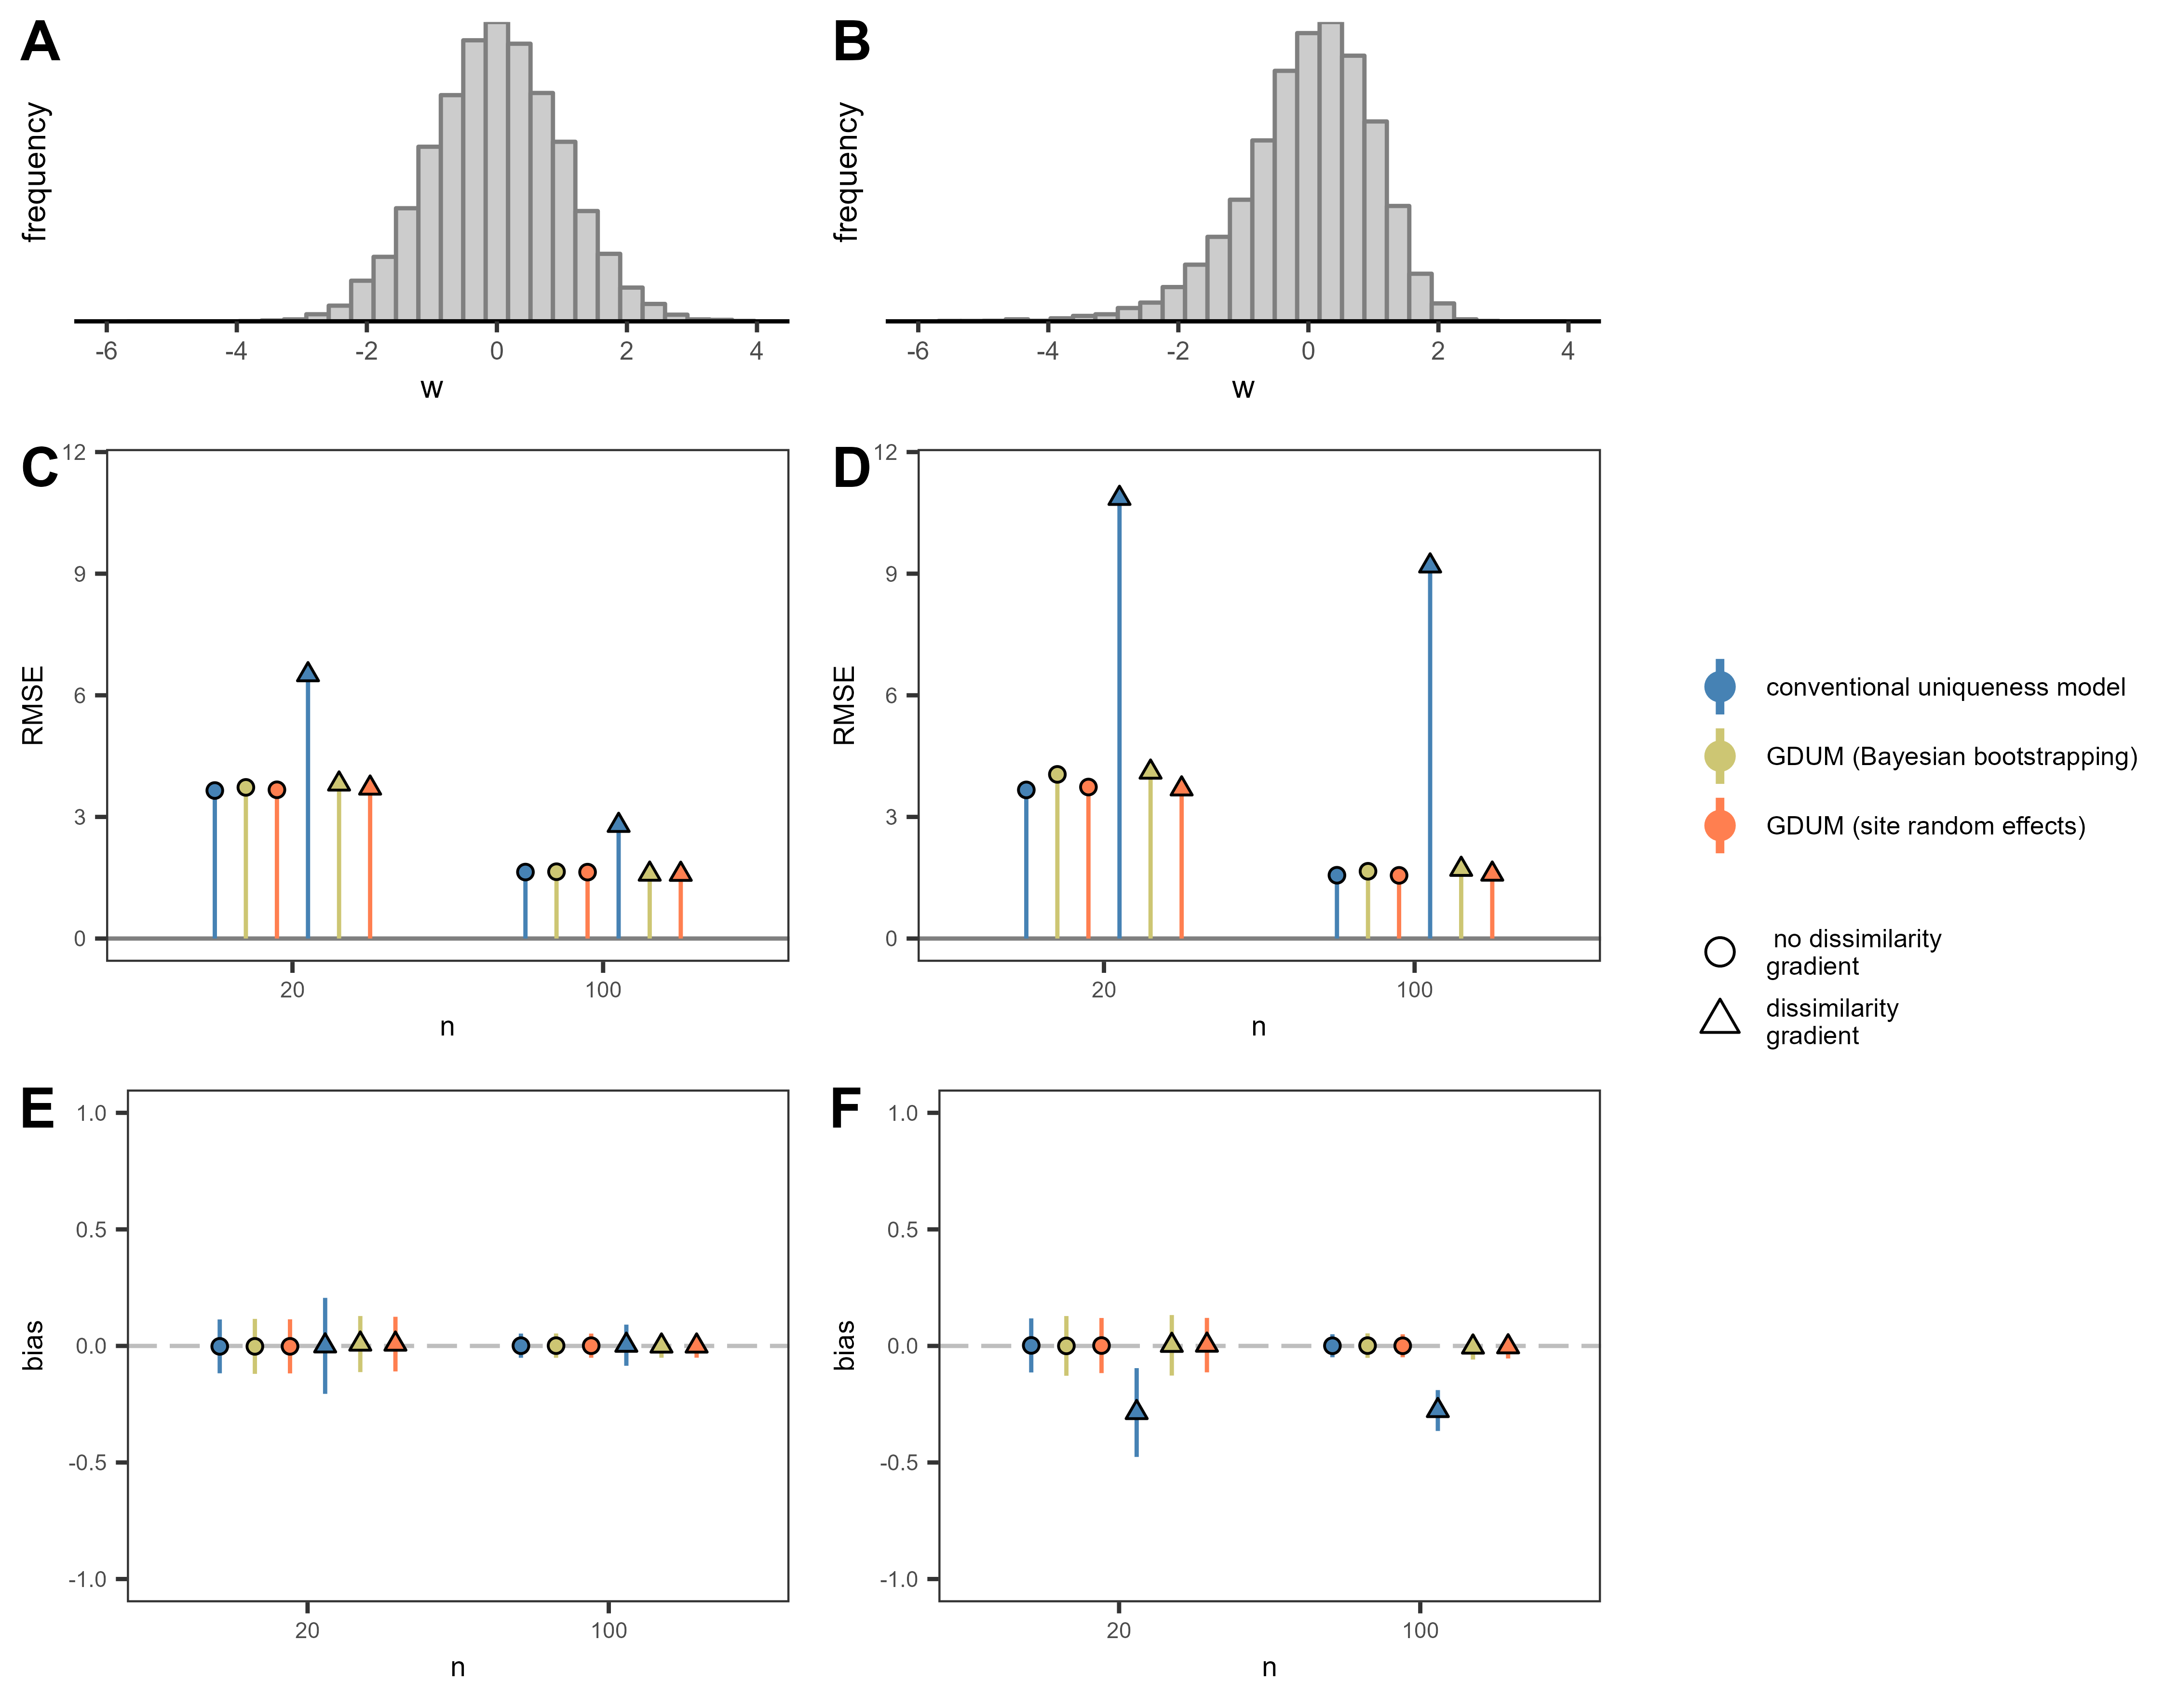 A
frequency
-6 -4 -2 0 2 4
w
B
frequency
-6 -4 -2 0 2 4
w
C
RMSE
12
9
6
3
0
20 100
n
D
RMSE
12
9
6
3
0
20 100
n
E
bias
1.0
0.5
0.0
-0.5
-1.0
20 100
n
F
bias
1.0
0.5
0.0
-0.5
-1.0
20 100
n
conventional uniqueness model
GDUM (Bayesian bootstrapping)
GDUM (site random effects)
no dissimilarity
gradient
dissimilarity
gradient